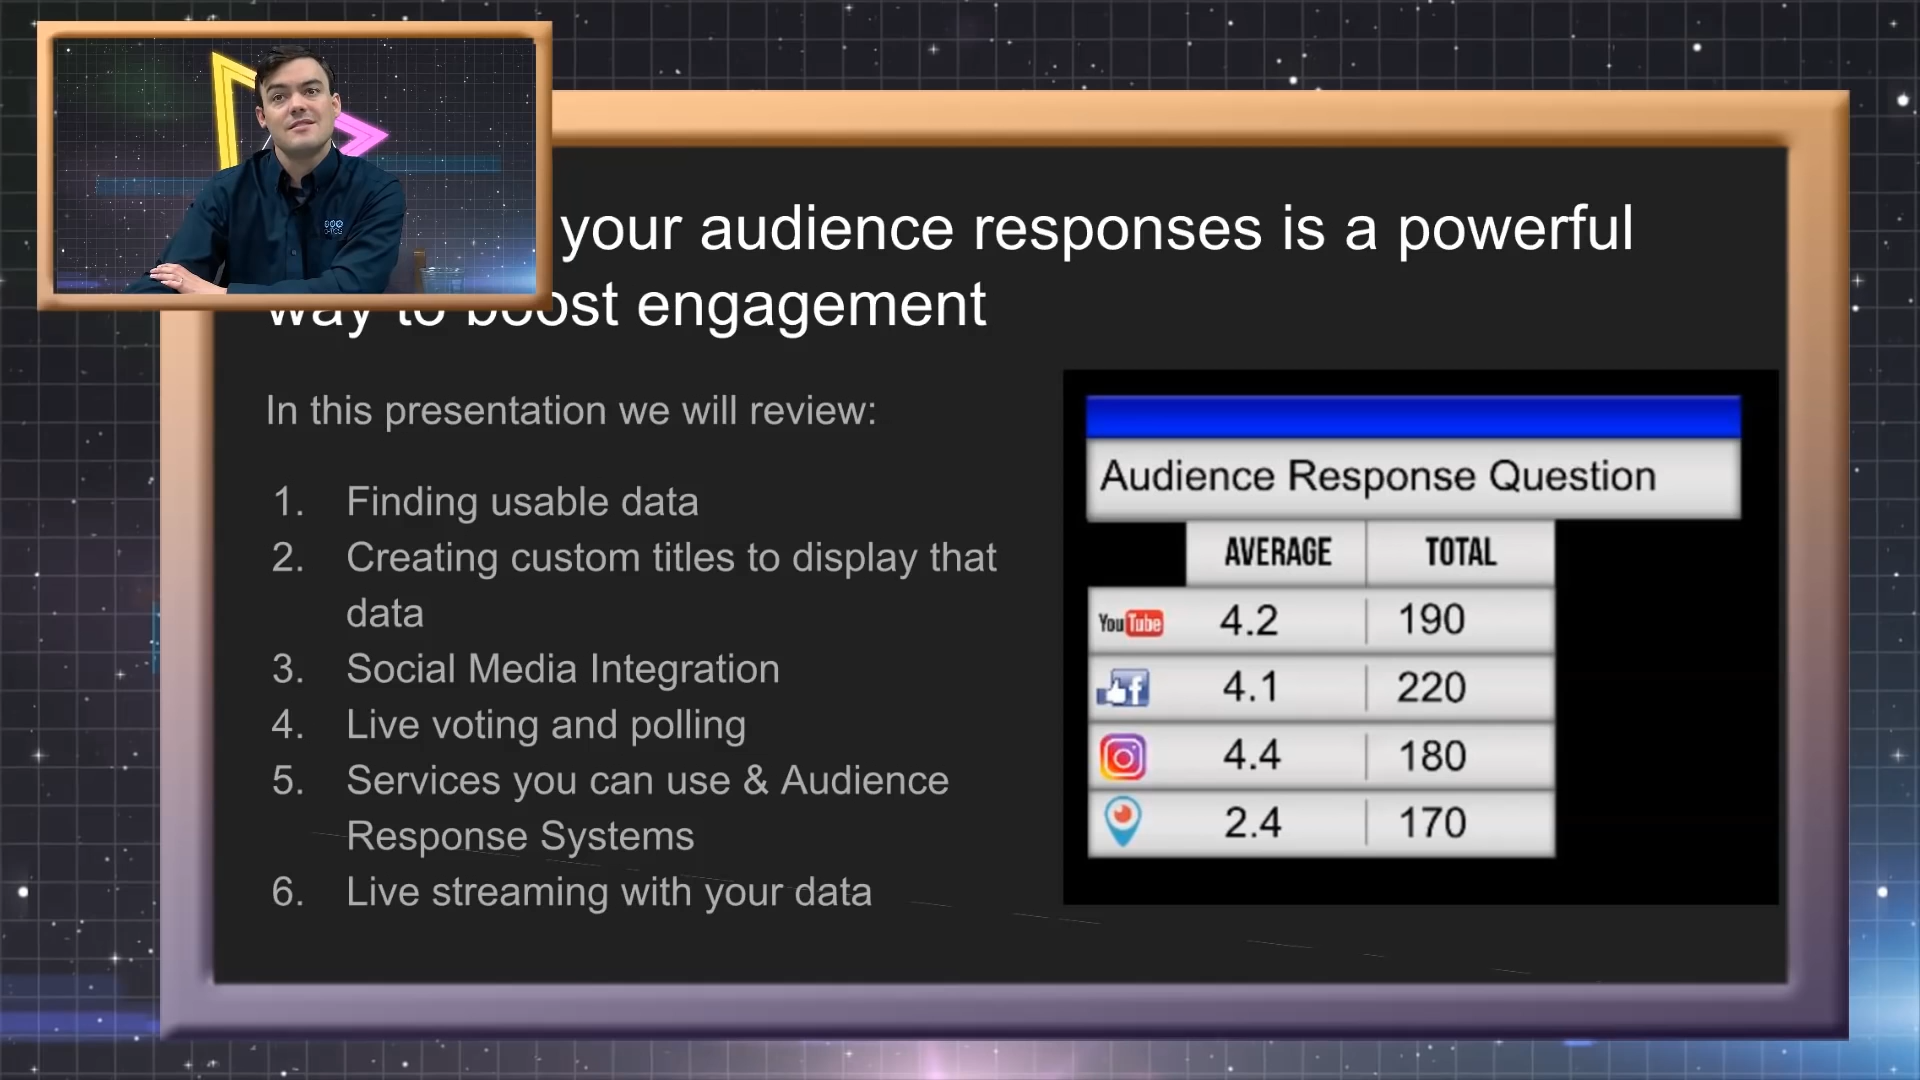 your audience responses is a powerful
way to boost engagement
In this presentation we will review:
1. Finding usable data
2. Creating custom titles to display that
data
3. Social Media Integration
4. Live voting and polling
5. Services you can use & Audience
Response Systems
6. Live streaming with your data
Audience Response Question
AVERAGE TOTAL
YouTube 4.2 190
f 4.1 220
4.4 180
2.4 170